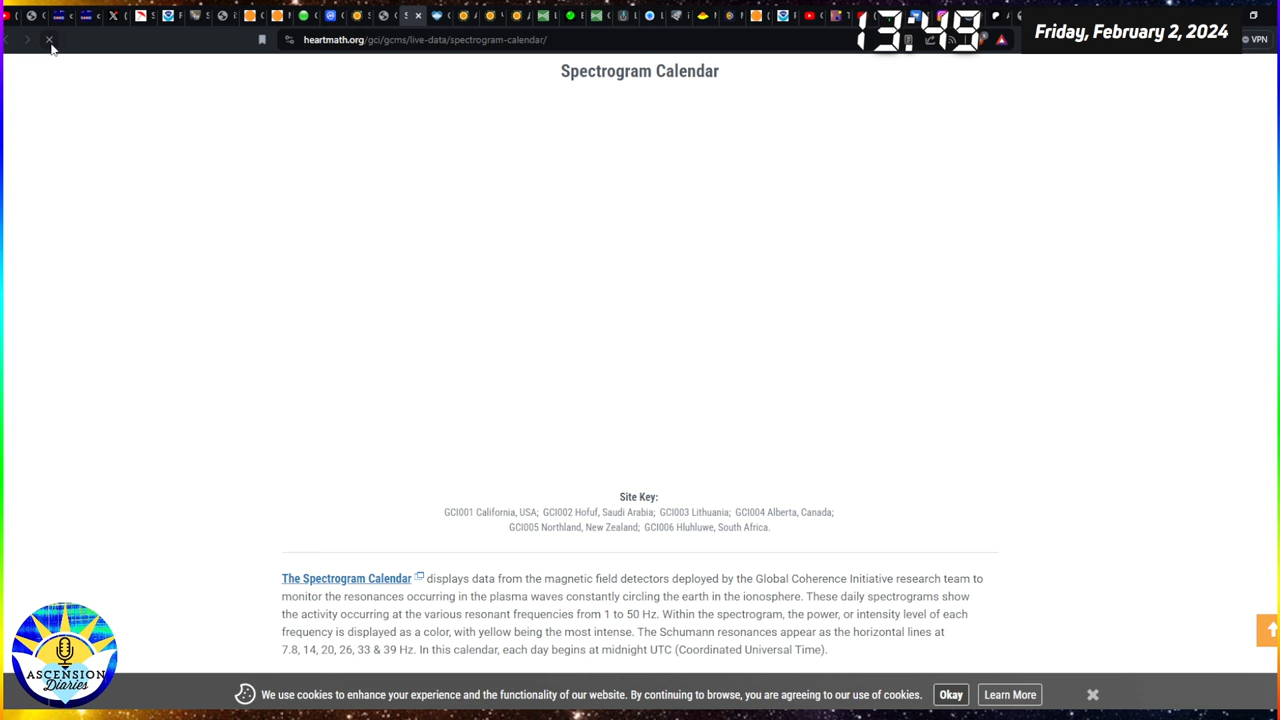 13:49
Friday, February 2, 2024
heartmath.org/gci/gcms/live-data/spectrogram-calendar/
VPN
Spectrogram Calendar
Site Key:
GCI001 California, USA; GCI002 Hofuf, Saudi Arabia; GCI003 Lithuania; GCI004 Alberta, Canada;
GCI005 Northland, New Zealand; GCI006 Hluhluwe, South Africa.
The Spectrogram Calendar displays data from the magnetic field detectors deployed by the Global Coherence Initiative research team to
monitor the resonances occurring in the plasma waves constantly circling the earth in the ionosphere. These daily spectrograms show
the activity occurring at the various resonant frequencies from 1 to 50 Hz. Within the spectrogram, the power, or intensity level of each
frequency is displayed as a color, with yellow being the most intense. The Schumann resonances appear as the horizontal lines at
7.8, 14, 20, 26, 33 & 39 Hz. In this calendar, each day begins at midnight UTC (Coordinated Universal Time).
ASCENSION
Diaries
We use cookies to enhance your experience and the functionality of our website. By continuing to browse, you are agreeing to our use of cookies.
Okay
Learn More